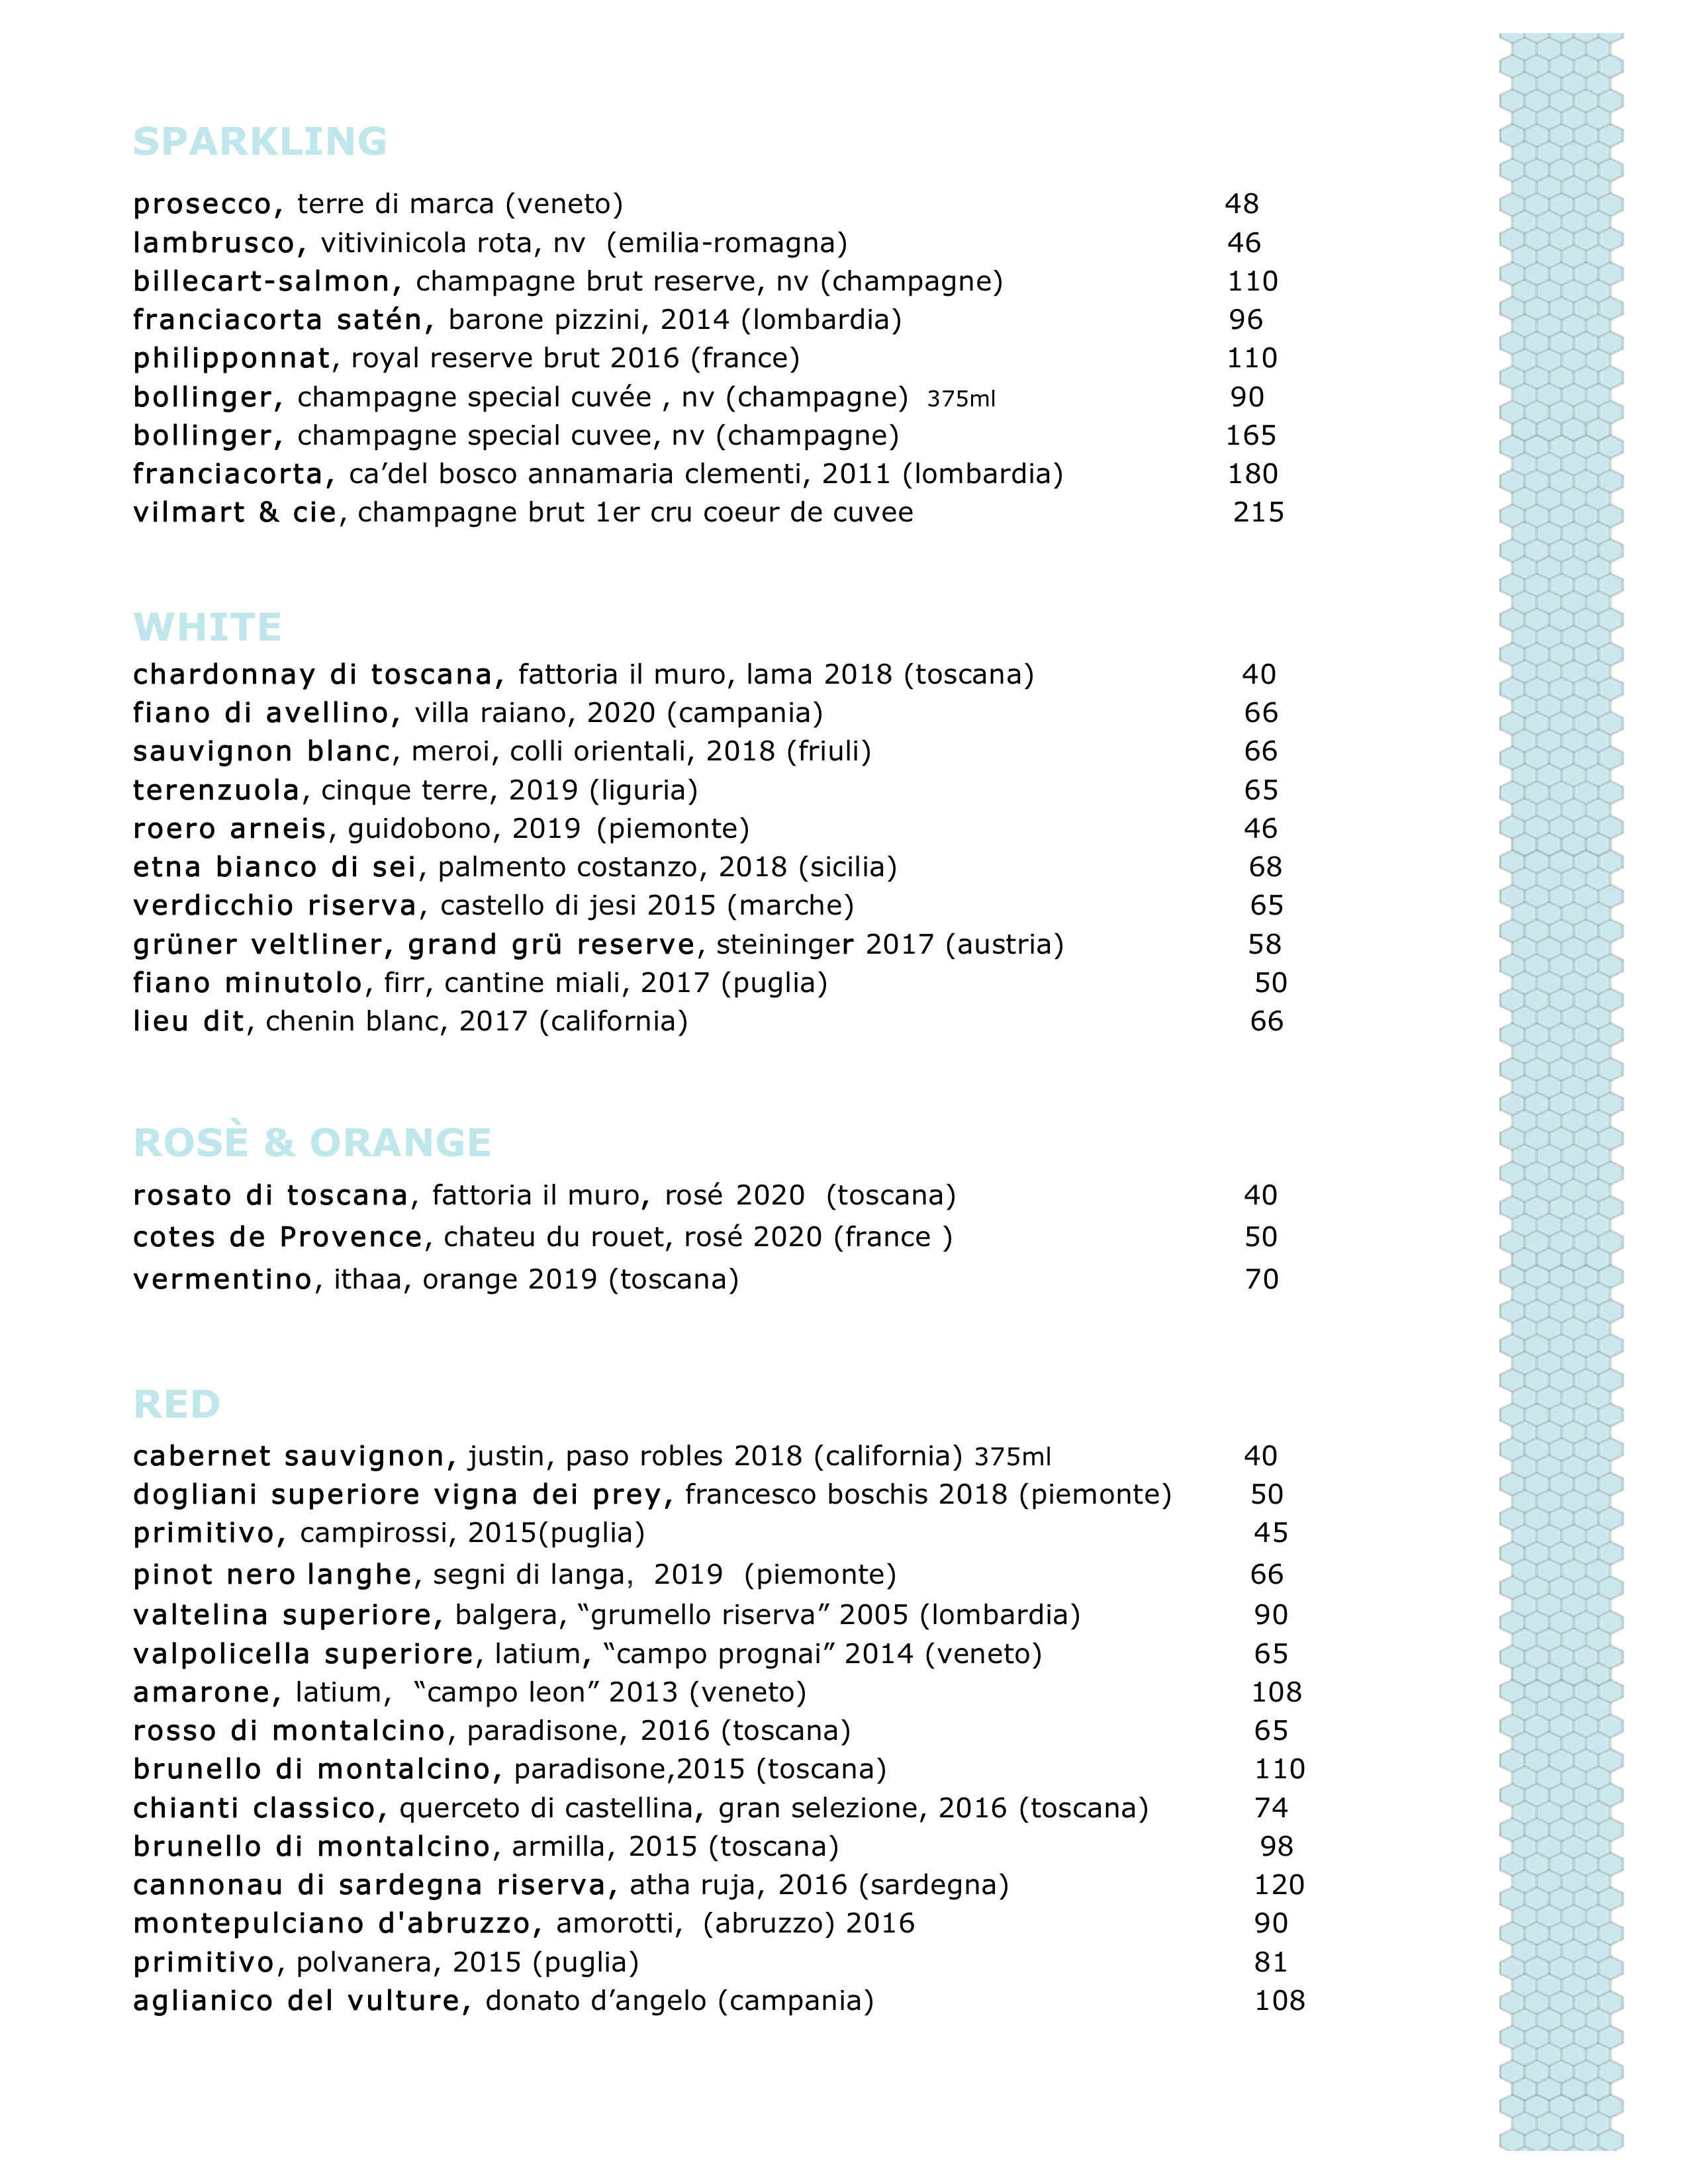 SPARKLING
prosecco, terre di marca (veneto) 48
lambrusco, vitivinicola rota, nv (emilia-romagna) 46
billecart-salmon, champagne brut reserve, nv (champagne) 110
franciacorta satén, barone pizzini, 2014 (lombardia) 96
philipponnat, royal reserve brut 2016 (france) 110
bollinger, champagne special cuvée , nv (champagne) 375ml 90
bollinger, champagne special cuvee, nv (champagne) 165
franciacorta, ca’del bosco annamaria clementi, 2011 (lombardia) 180
vilmart & cie, champagne brut 1er cru coeur de cuvee 215
WHITE
chardonnay di toscana, fattoria il muro, lama 2018 (toscana) 40
fiano di avellino, villa raiano, 2020 (campania) 66
sauvignon blanc, meroi, colli orientali, 2018 (friuli) 66
terenzuola, cinque terre, 2019 (liguria) 65
roero arneis, guidobono, 2019 (piemonte) 46
etna bianco di sei, palmento costanzo, 2018 (sicilia) 68
verdicchio riserva, castello di jesi 2015 (marche) 65
grüner veltliner, grand grü reserve, steininger 2017 (austria) 58
fiano minutolo, firr, cantine miali, 2017 (puglia) 50
lieu dit, chenin blanc, 2017 (california) 66
ROSÈ & ORANGE
rosato di toscana, fattoria il muro, rosé 2020 (toscana) 40
cotes de Provence, chateu du rouet, rosé 2020 (france ) 50
vermentino, ithaa, orange 2019 (toscana) 70
RED
cabernet sauvignon, justin, paso robles 2018 (california) 375ml 40
dogliani superiore vigna dei prey, francesco boschis 2018 (piemonte) 50
primitivo, campirossi, 2015(puglia) 45
pinot nero langhe, segni di langa, 2019 (piemonte) 66
valtelina superiore, balgera, “grumello riserva” 2005 (lombardia) 90
valpolicella superiore, latium, “campo prognai” 2014 (veneto) 65
amarone, latium, “campo leon” 2013 (veneto) 108
rosso di montalcino, paradisone, 2016 (toscana) 65
brunello di montalcino, paradisone,2015 (toscana) 110
chianti classico, querceto di castellina, gran selezione, 2016 (toscana) 74
brunello di montalcino, armilla, 2015 (toscana) 98
cannonau di sardegna riserva, atha ruja, 2016 (sardegna) 120
montepulciano d'abruzzo, amorotti, (abruzzo) 2016 90
primitivo, polvanera, 2015 (puglia) 81
aglianico del vulture, donato d’angelo (campania) 108